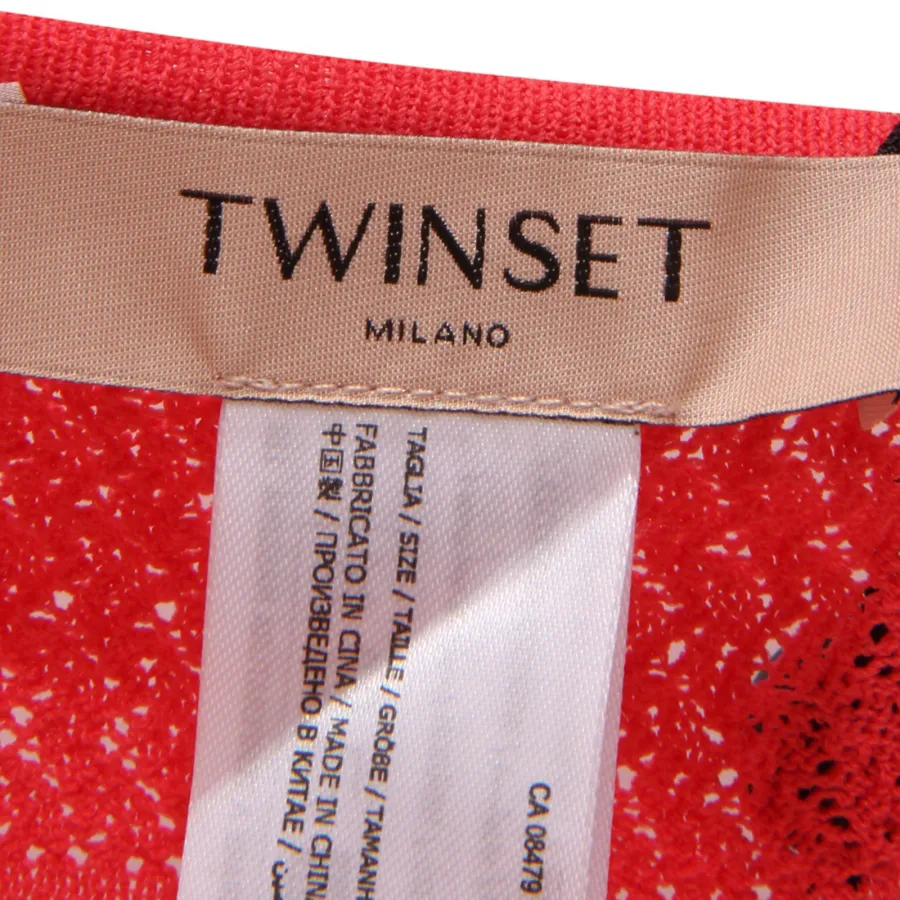 TWINSET
MILANO
TAGLIA / SIZE / TAILLE / GRÖBE / TAMANH
FABBRICATO IN CINA / MADE IN CHIN
中国製 / ПРОИЗВЕДЕНО В КИТАЕ /
CA 08479